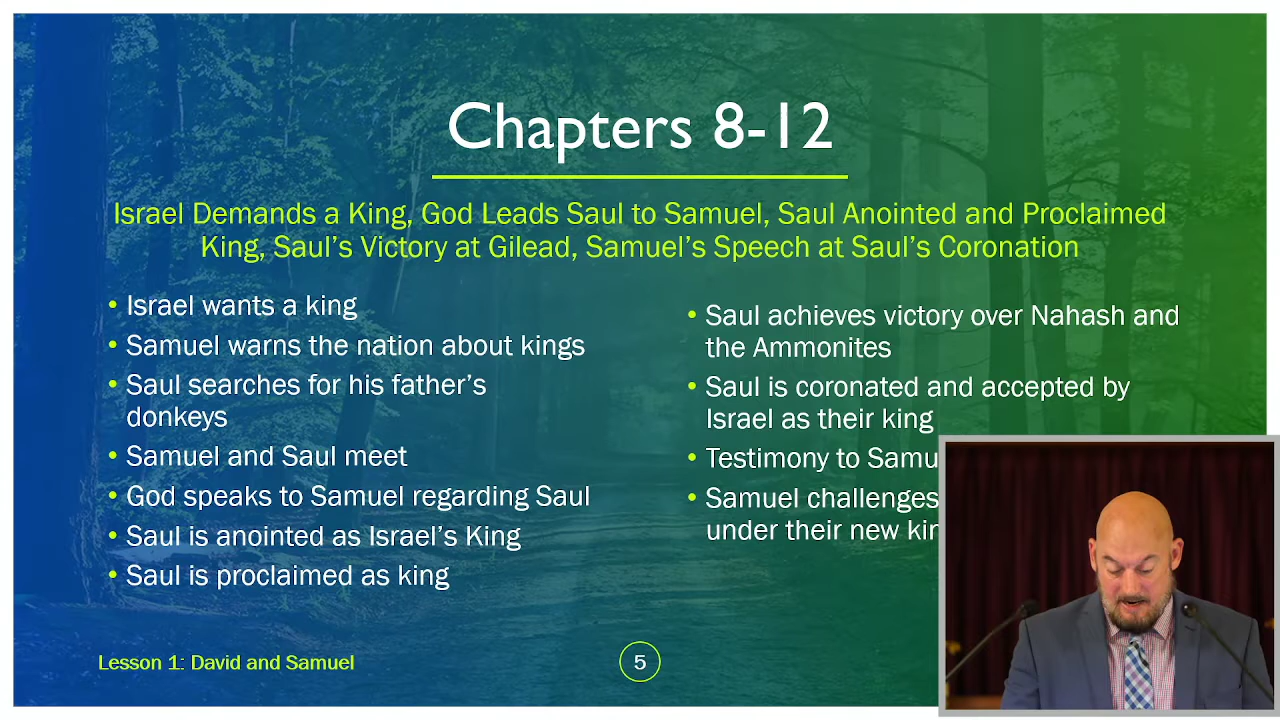 Chapters 8-12
Israel Demands a King, God Leads Saul to Samuel, Saul Anointed and Proclaimed
King, Saul's Victory at Gilead, Samuel's Speech at Saul's Coronation
• Israel wants a king
• Samuel warns the nation about kings
• Saul searches for his father's
donkeys
• Samuel and Saul meet
• God speaks to Samuel regarding Saul
• Saul is anointed as Israel's King
• Saul is proclaimed as king
• Saul achieves victory over Nahash and
the Ammonites
• Saul is coronated and accepted by
Israel as their king
• Testimony to
• Samuel challenges
under their new
Lesson 1: David and Samuel
5